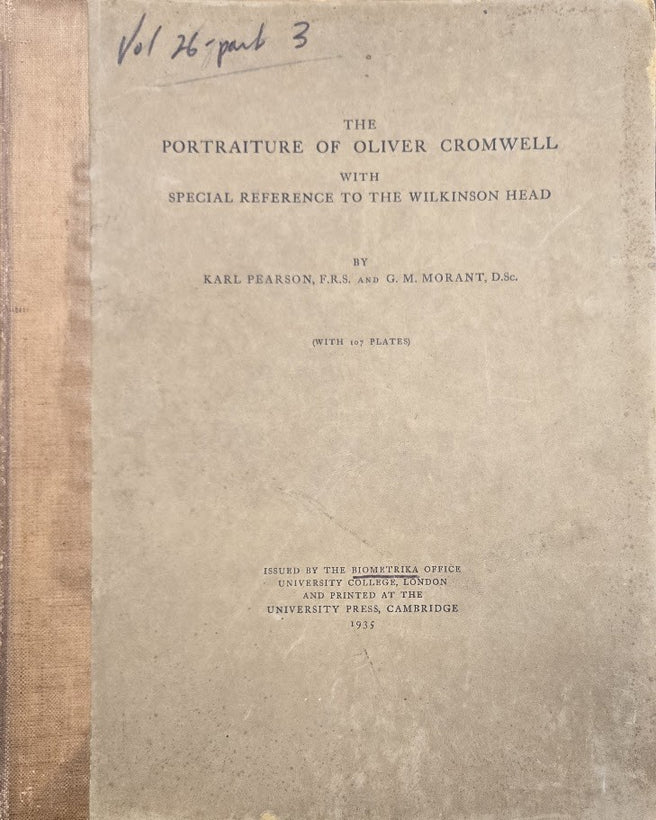 Vol 26-part 3
THE
PORTRAITURE OF OLIVER CROMWELL
WITH
SPECIAL REFERENCE TO THE WILKINSON HEAD
BY
KARL PEARSON, F.R.S. AND G. M. MORANT, D.Sc.
(WITH 107 PLATES)
ISSUED BY THE BIOMETRIKA OFFICE
UNIVERSITY COLLEGE, LONDON
AND PRINTED AT THE
UNIVERSITY PRESS, CAMBRIDGE
1935